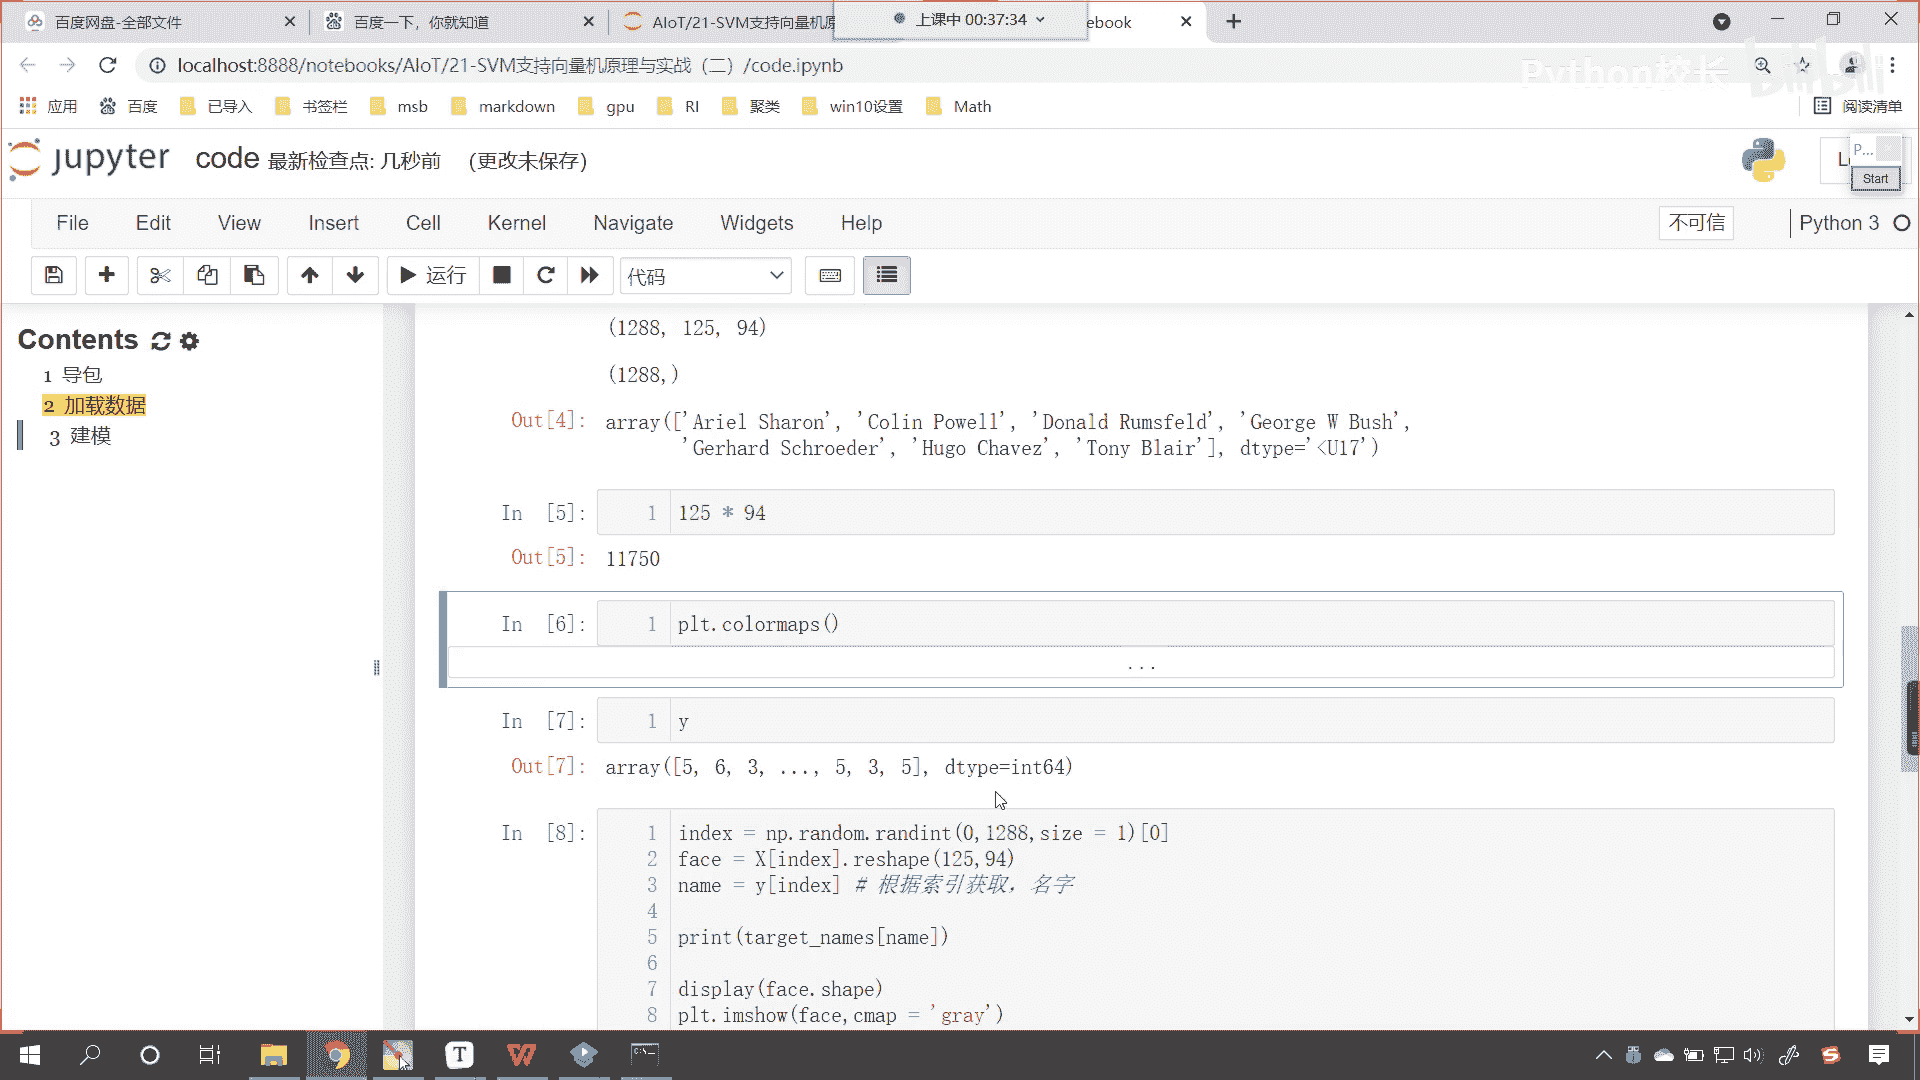 百度网盘-全部文件
百度一下，你就知道
AIoT/21-SVM支持向量机原
上课中 00:37:34
ebook
localhost:8888/notebooks/AIoT/21-SVM支持向量机原理与实战（二）/code.ipynb
Python校长
bilibili
应用
百度
已导入
书签栏
msb
markdown
gpu
RI
聚类
win10设置
Math
阅读清单
jupyter
code 最新检查点: 几秒前 (更改未保存)
P...
Start
File Edit View Insert Cell Kernel Navigate Widgets Help
不可信
Python 3
运行
代码
Contents
1 导包
2 加载数据
3 建模
(1288, 125, 94)
(1288,)
Out[4]: array(['Ariel Sharon', 'Colin Powell', 'Donald Rumsfeld', 'George W Bush',
'Gerhard Schroeder', 'Hugo Chavez', 'Tony Blair'], dtype='<U17')
In [5]: 1 125 * 94
Out[5]: 11750
In [6]: 1 plt.colormaps()
...
In [7]: 1 y
Out[7]: array([5, 6, 3, ..., 5, 3, 5], dtype=int64)
In [8]: 1 index = np.random.randint(0,1288,size = 1)[0]
2 face = X[index].reshape(125,94)
3 name = y[index] # 根据索引获取，名字
4
5 print(target_names[name])
6
7 display(face.shape)
8 plt.imshow(face,cmap = 'gray')